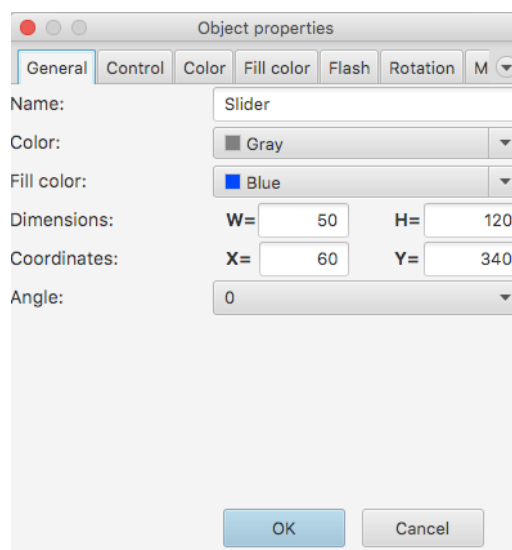 Object properties
General Control Color Fill color Flash Rotation M
Name: Slider
Color: Gray
Fill color: Blue
Dimensions: W= 50 H= 120
Coordinates: X= 60 Y= 340
Angle: 0
OK Cancel